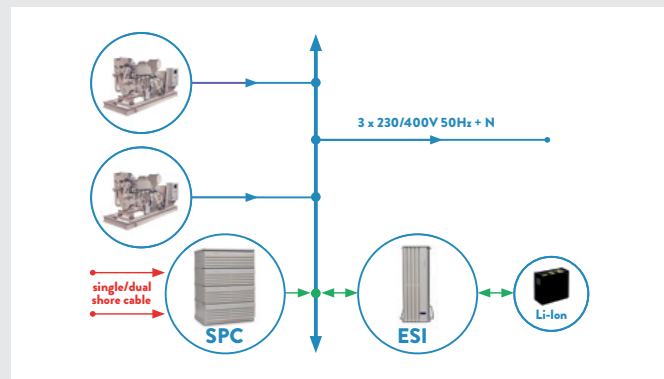 3 x 230/400V 50Hz + N
single/dual
shore cable
SPC
ESI
Li-Ion